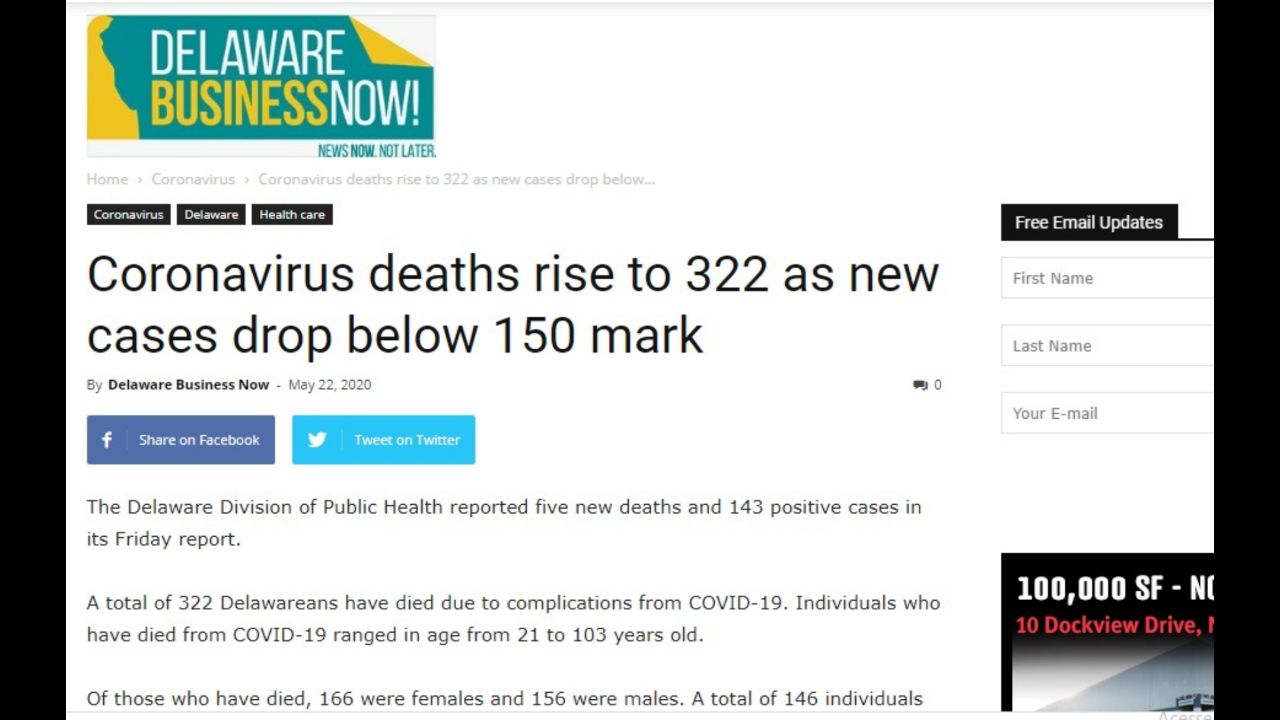 DELAWARE
BUSINESSNOW!
NEWS NOW. NOT LATER.
Home › Coronavirus › Coronavirus deaths rise to 322 as new cases drop below...
Coronavirus Delaware Health care
Coronavirus deaths rise to 322 as new
cases drop below 150 mark
By Delaware Business Now - May 22, 2020
0
Share on Facebook
Tweet on Twitter
The Delaware Division of Public Health reported five new deaths and 143 positive cases in
its Friday report.
A total of 322 Delawareans have died due to complications from COVID-19. Individuals who
have died from COVID-19 ranged in age from 21 to 103 years old.
Of those who have died, 166 were females and 156 were males. A total of 146 individuals
Free Email Updates
First Name
Last Name
Your E-mail
100,000 SF -
10 Dockview Drive,